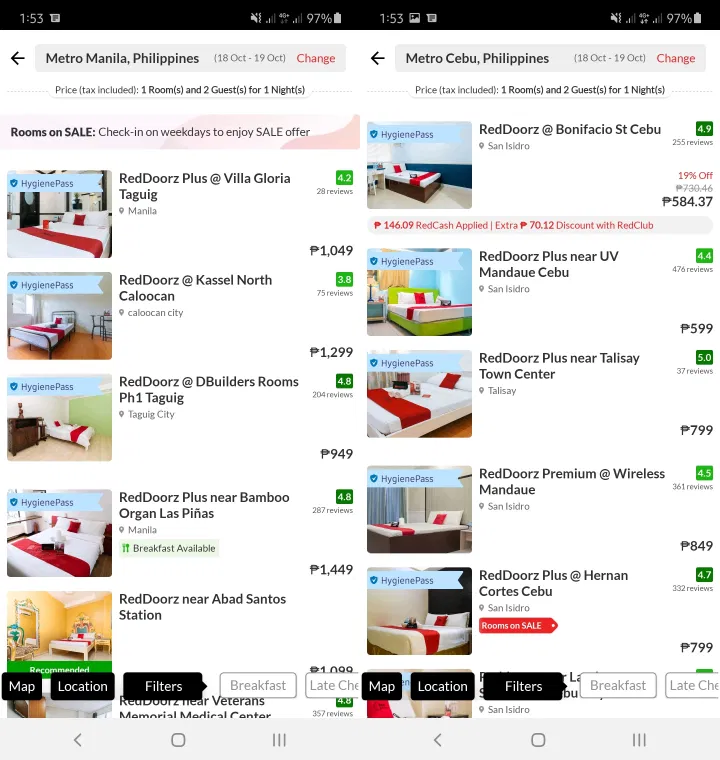 1:53
4G+
97%
Metro Manila, Philippines
(18 Oct - 19 Oct)
Change
Price (tax included): 1 Room(s) and 2 Guest(s) for 1 Night(s)
Rooms on SALE: Check-in on weekdays to enjoy SALE offer
HygienePass
RedDoorz Plus @ Villa Gloria
Taguig
4.2
28 reviews
Manila
₱1,049
HygienePass
RedDoorz @ Kassel North
Caloocan
3.8
75 reviews
caloocan city
₱1,299
HygienePass
RedDoorz @ DBuilders Rooms
Ph1 Taguig
4.8
204 reviews
Taguig City
₱949
HygienePass
RedDoorz Plus near Bamboo
Organ Las Piñas
4.8
287 reviews
Manila
Breakfast Available
₱1,449
RedDoorz near Abad Santos
Station
Recommended
₱1,099
RedDoorz near Veterans
Memorial Medical Center
4.8
357 reviews
Map
Location
Filters
Breakfast
Late Che
1:53
4G+
97%
Metro Cebu, Philippines
(18 Oct - 19 Oct)
Change
Price (tax included): 1 Room(s) and 2 Guest(s) for 1 Night(s)
HygienePass
RedDoorz @ Bonifacio St Cebu
4.9
255 reviews
San Isidro
19% Off
₱730.46
₱584.37
₱ 146.09 RedCash Applied | Extra ₱ 70.12 Discount with RedClub
HygienePass
RedDoorz Plus near UV
Mandaue Cebu
4.4
476 reviews
San Isidro
₱599
HygienePass
RedDoorz Plus near Talisay
Town Center
5.0
37 reviews
Talisay
₱799
HygienePass
RedDoorz Premium @ Wireless
Mandaue
4.5
361 reviews
San Isidro
₱849
HygienePass
RedDoorz Plus @ Hernan
Cortes Cebu
4.7
332 reviews
San Isidro
Rooms on SALE
₱799
San Isidro
Map
Location
Filters
Breakfast
Late Che